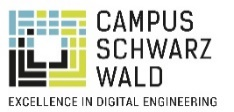 CAMPUS
SCHWARZ
WALD
EXCELLENCE IN DIGITAL ENGINEERING